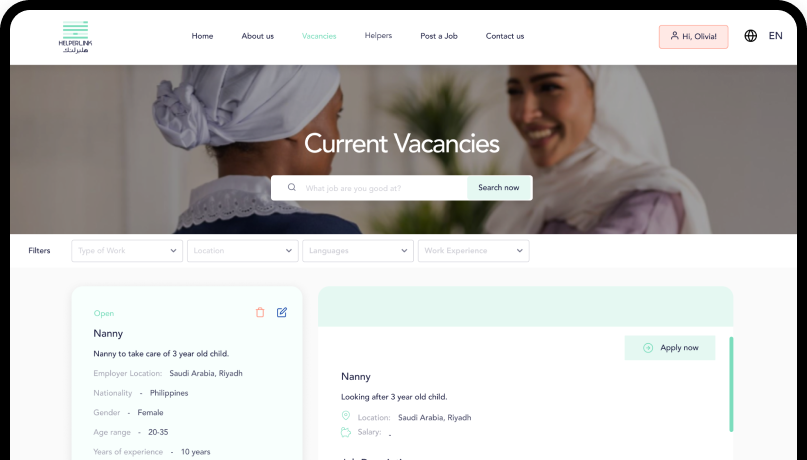 HELPERLINK
هلبرلنك
Home
About us
Vacancies
Helpers
Post a Job
Contact us
Hi, Olivia!
EN
Current Vacancies
What job are you good at?
Search now
Filters
Type of Work
Location
Languages
Work Experience
Open
Nanny
Nanny to take care of 3 year old child.
Employer Location: Saudi Arabia, Riyadh
Nationality - Philippines
Gender - Female
Age range - 20-35
Years of experience - 10 years
Apply now
Nanny
Looking after 3 year old child.
Location: Saudi Arabia, Riyadh
Salary: -